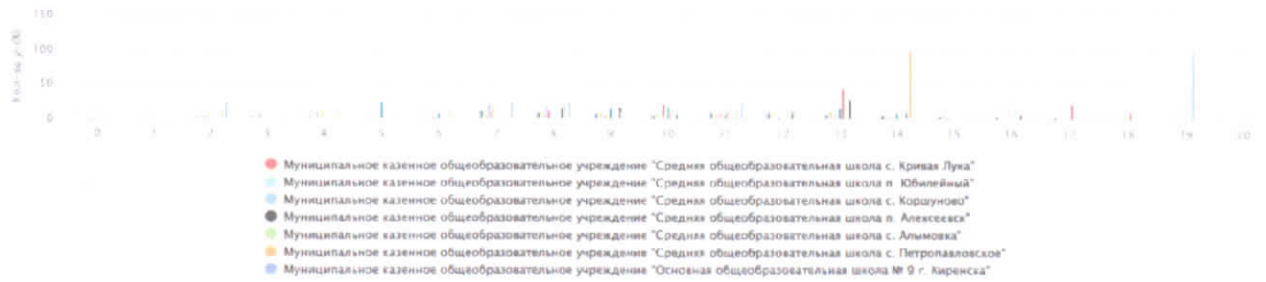 150
100
50
0
0 1 2 3 4 5 6 7 8 9 10 11 12 13 14 15 16 17 18 19 20
Муниципальное казенное общеобразовательное учреждение "Средняя общеобразовательная школа с. Кривая Лука"
Муниципальное казенное общеобразовательное учреждение "Средняя общеобразовательная школа п. Юбилейный"
Муниципальное казенное общеобразовательное учреждение "Средняя общеобразовательная школа с. Коршуново"
Муниципальное казенное общеобразовательное учреждение "Средняя общеобразовательная школа п. Алексеевск"
Муниципальное казенное общеобразовательное учреждение "Средняя общеобразовательная школа с. Алымовка"
Муниципальное казенное общеобразовательное учреждение "Средняя общеобразовательная школа с. Петропавловское"
Муниципальное казенное общеобразовательное учреждение "Основная общеобразовательная школа № 9 г. Киренска"